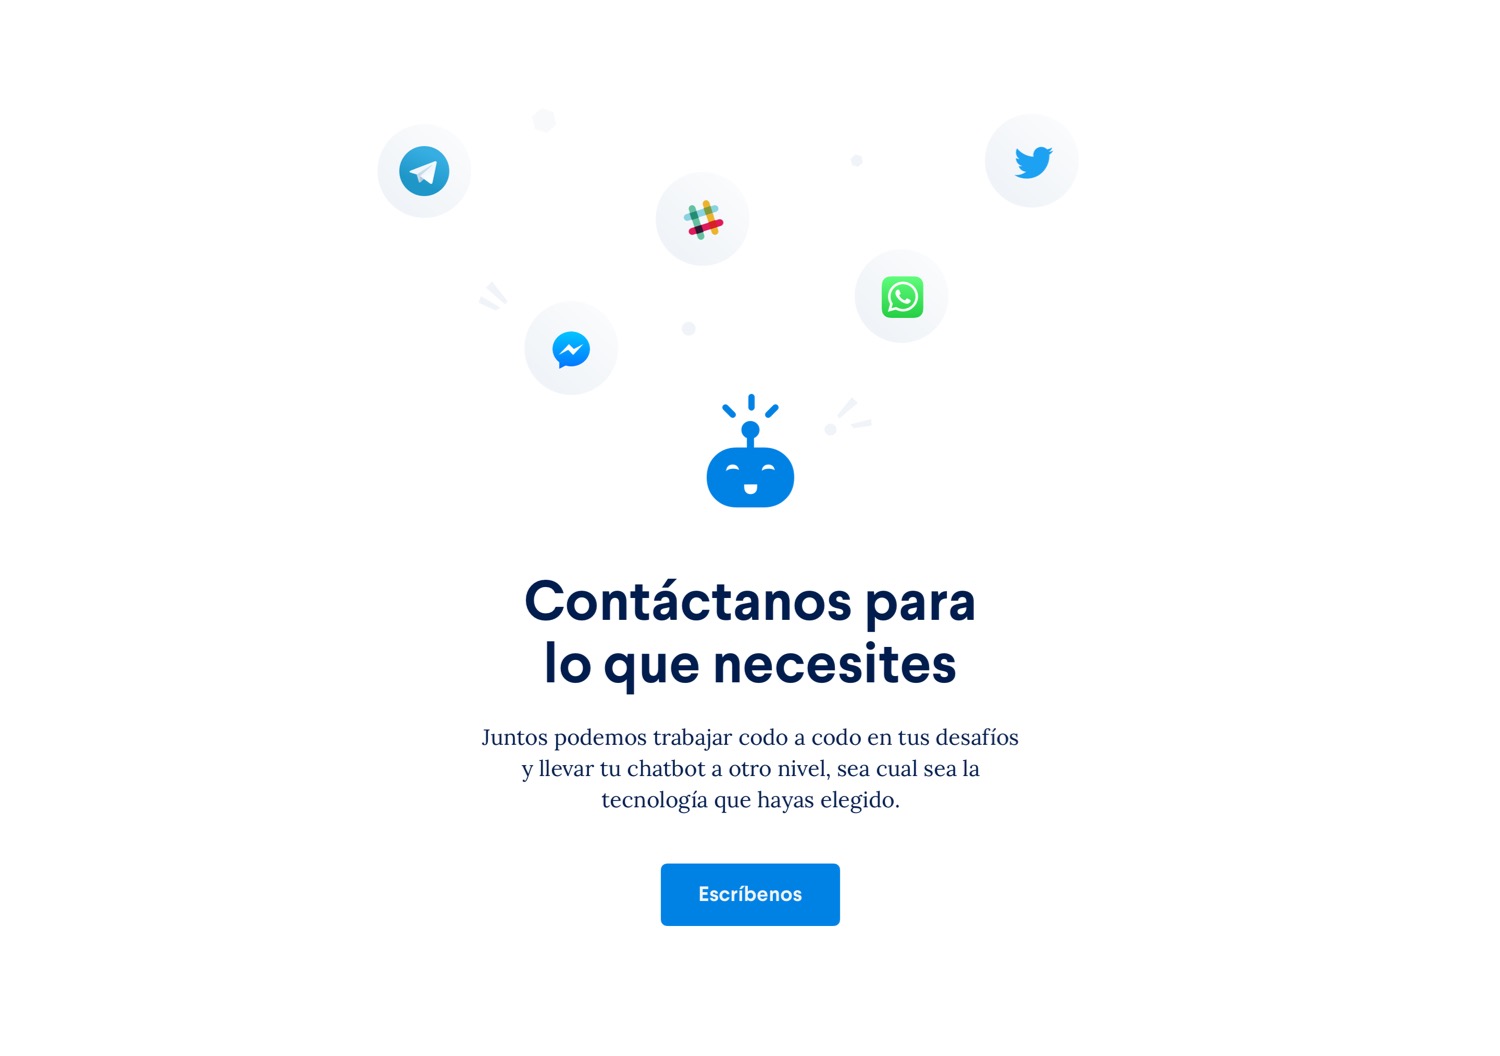 Contáctanos para
lo que necesites
Juntos podemos trabajar codo a codo en tus desafíos
y llevar tu chatbot a otro nivel, sea cual sea la
tecnología que hayas elegido.
Escríbenos